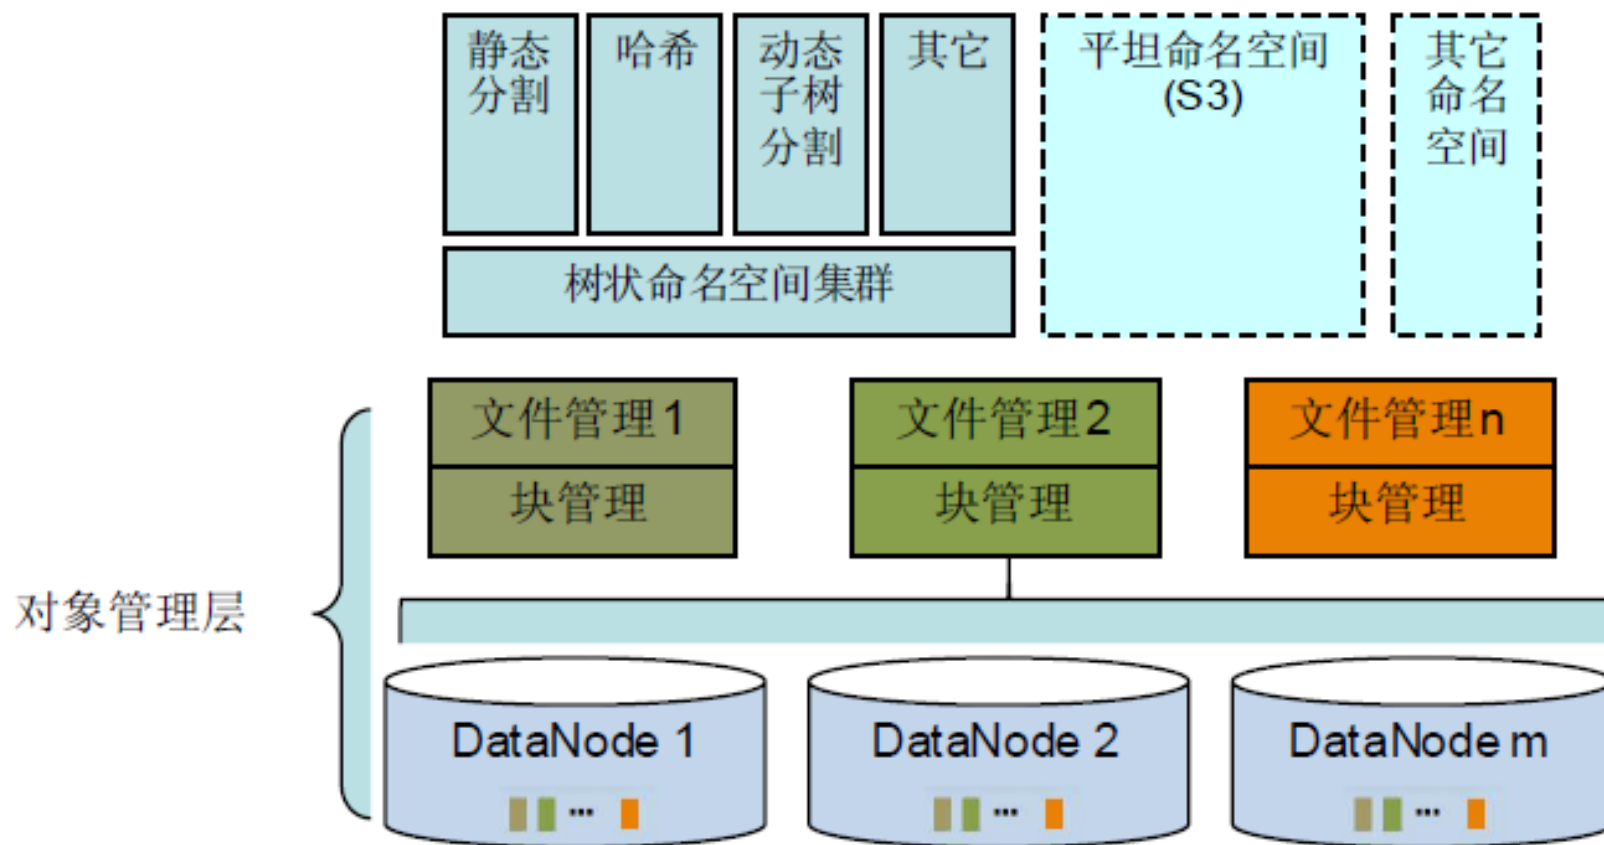 静态
分割
哈希
动态
子树
分割
其它
平坦命名空间
(S3)
其它
命名
空间
树状命名空间集群
文件管理1
块管理
文件管理2
块管理
文件管理n
块管理
对象管理层
DataNode 1
...
DataNode 2
...
DataNode m
...